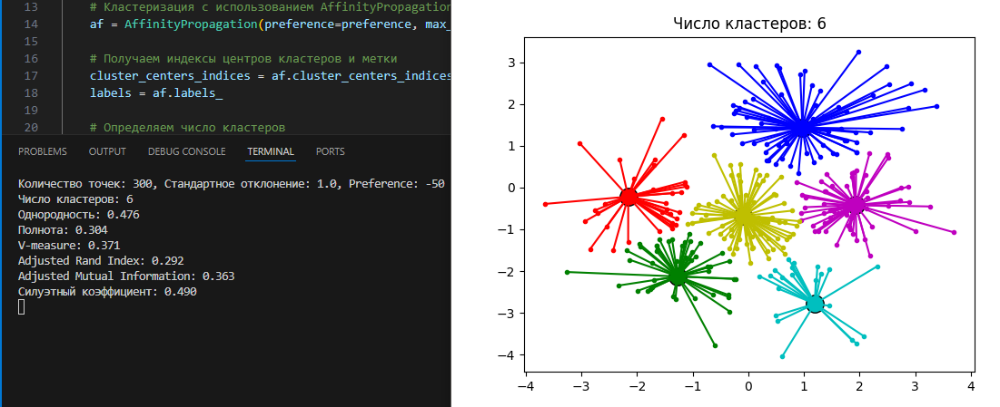 13 # Кластеризация с использованием AffinityPropagation
14 af = AffinityPropagation(preference=preference, max_
15
16 # Получаем индексы центров кластеров и метки
17 cluster_centers_indices = af.cluster_centers_indices
18 labels = af.labels_
19
20 # Определяем число кластеров
PROBLEMS OUTPUT DEBUG CONSOLE TERMINAL PORTS
Количество точек: 300, Стандартное отклонение: 1.0, Preference: -50
Число кластеров: 6
Однородность: 0.476
Полнота: 0.304
V-measure: 0.371
Adjusted Rand Index: 0.292
Adjusted Mutual Information: 0.363
Силуэтный коэффициент: 0.490
Число кластеров: 6
3
2
1
0
−1
−2
−3
−4
−4 −3 −2 −1 0 1 2 3 4